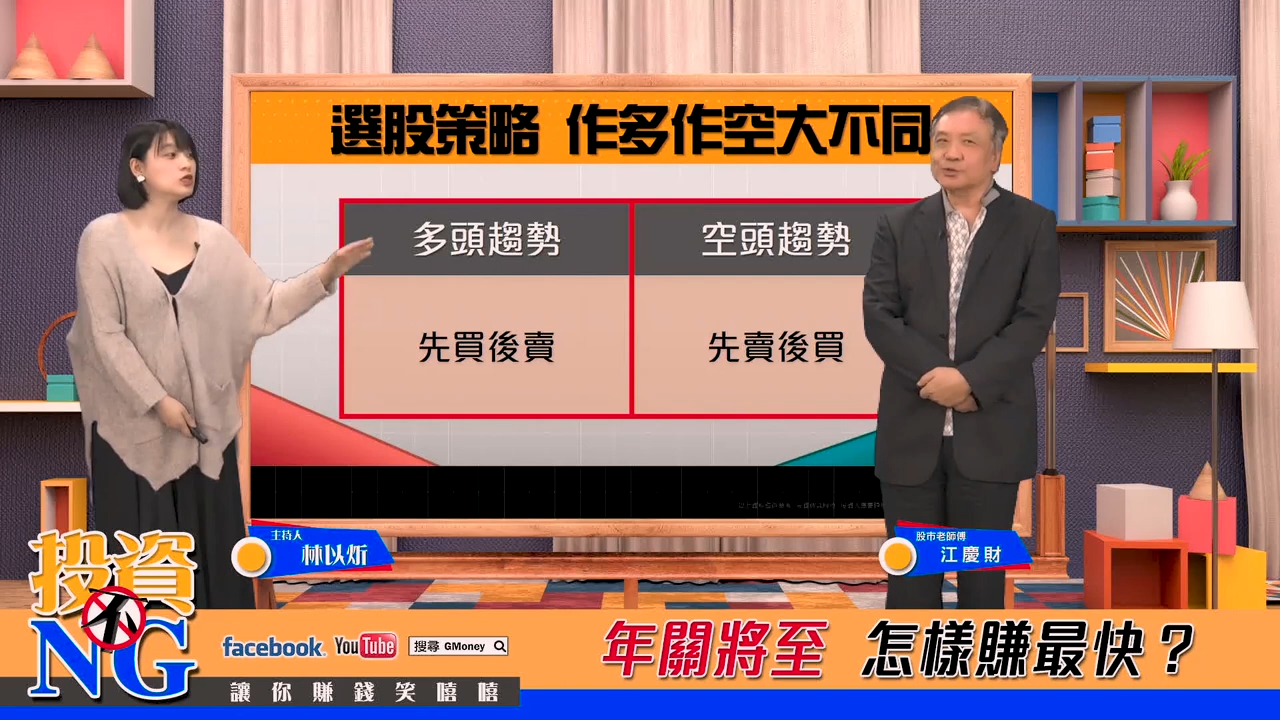 選股策略 作多作空大不同
多頭趨勢
空頭趨勢
先買後賣
先賣後買
主持人
林以炘
股市老師傅
江慶財
投資
不
NG
facebook.
YouTube
搜尋 GMoney
年關將至 怎樣賺最快？
讓你賺錢笑嘻嘻